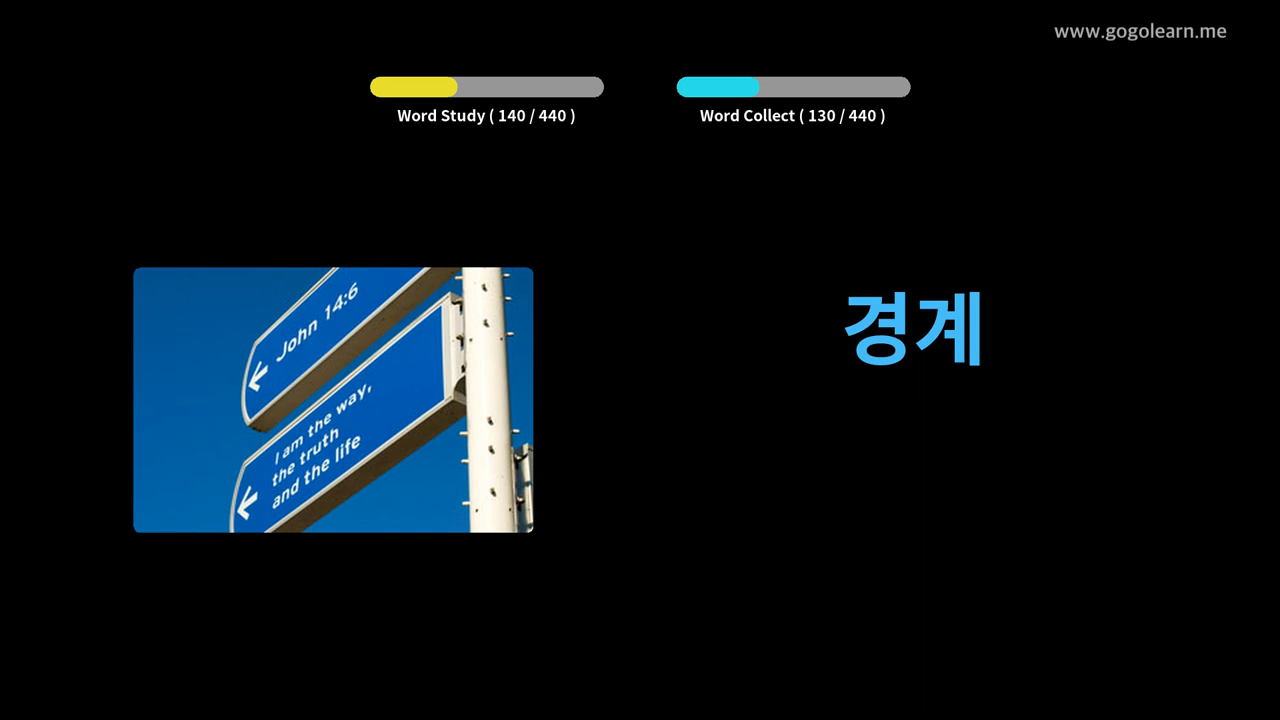 www.gogolearn.me
Word Study ( 140 / 440 )
Word Collect ( 130 / 440 )
John 14:6
I am the way,
the truth
and the life
경계